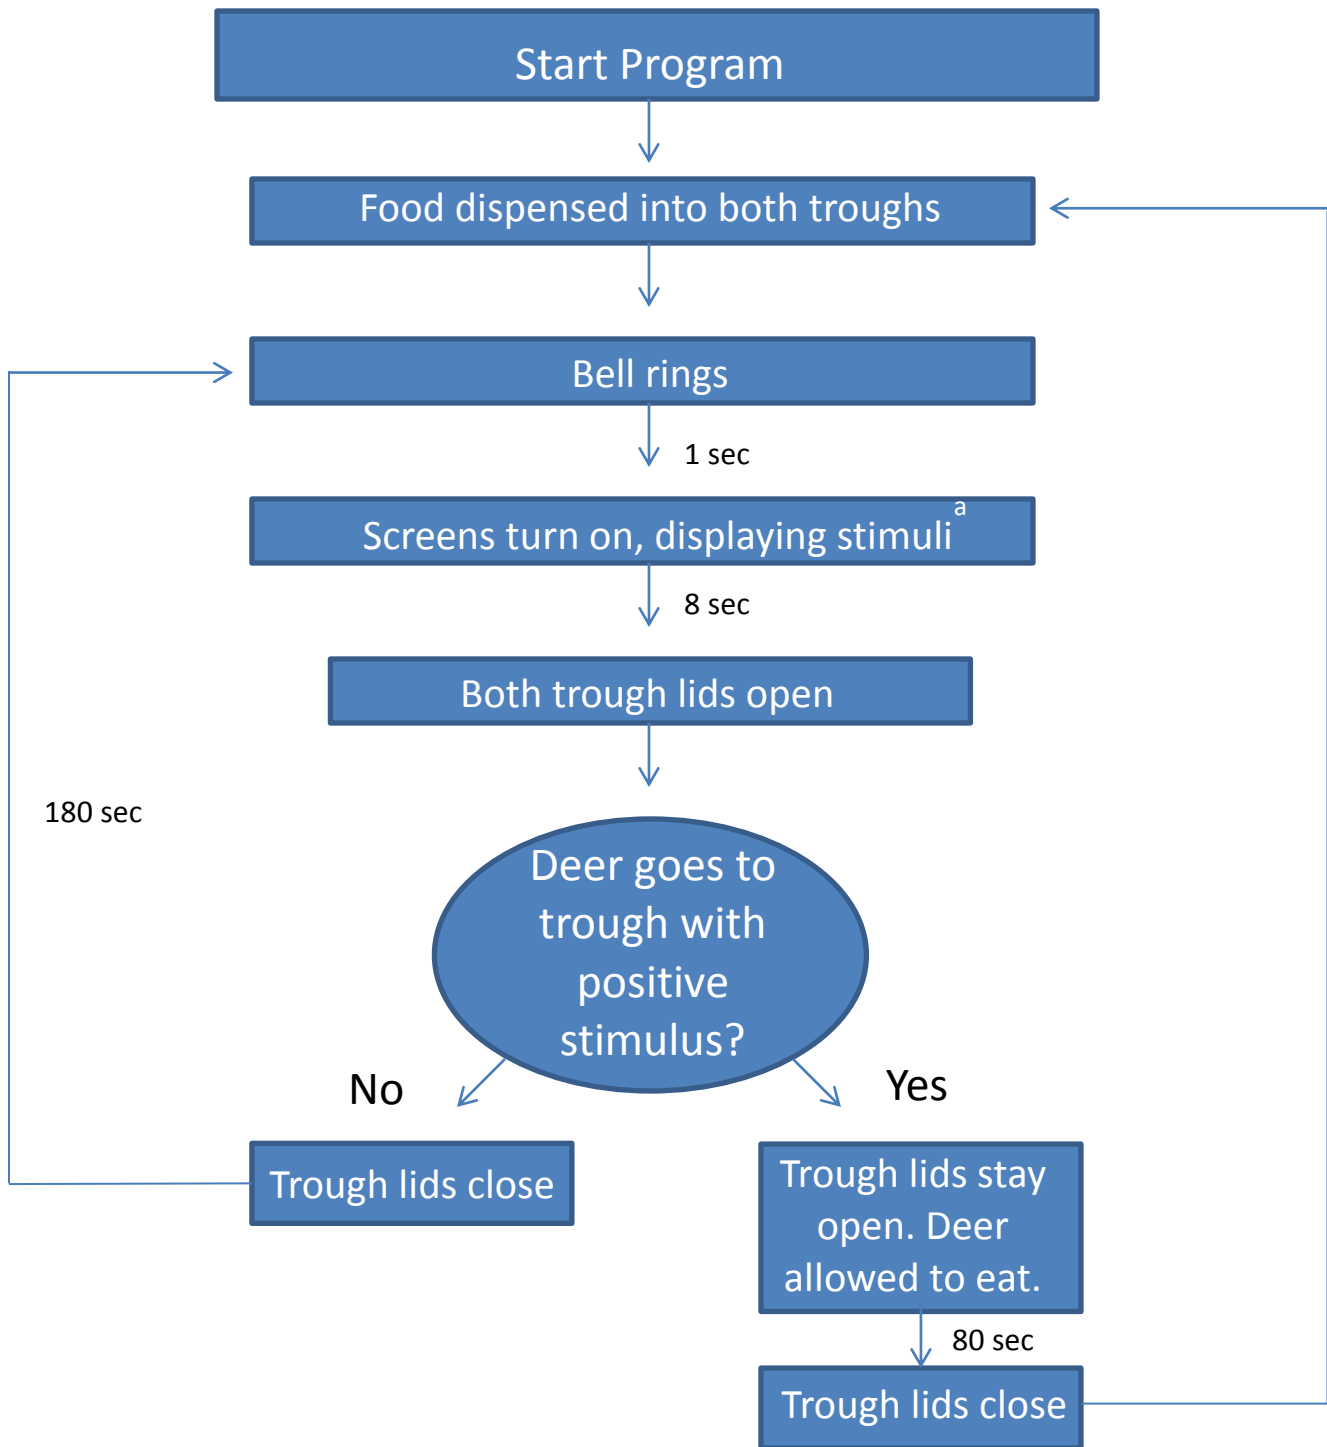 Start Program
Food dispensed into both troughs
Bell rings
1 sec
Screens turn on, displaying stimuli a
8 sec
Both trough lids open
180 sec
Deer goes to
trough with
positive
stimulus?
No
Yes
Trough lids close
Trough lids stay
open. Deer
allowed to eat.
80 sec
Trough lids close